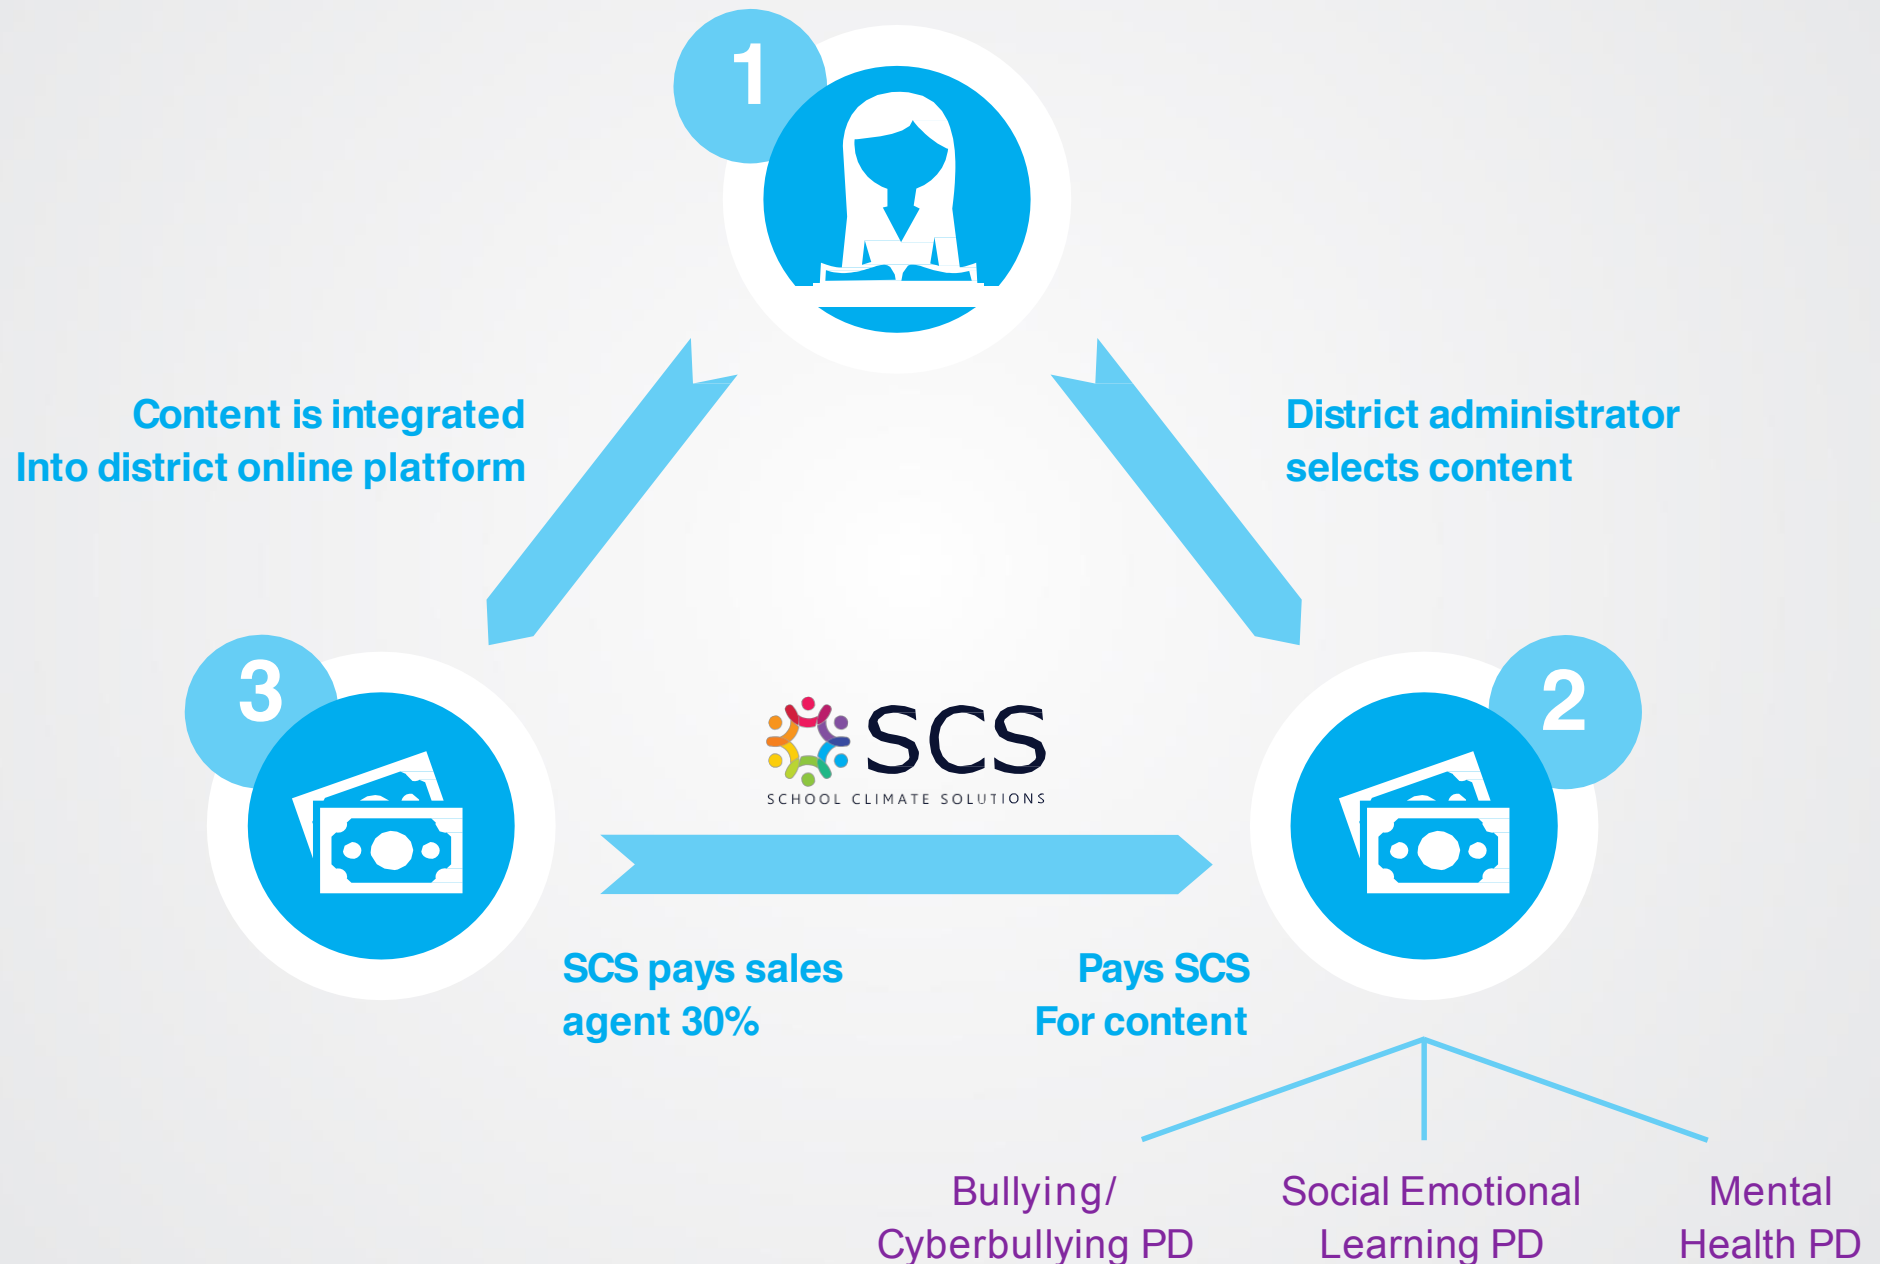 1
Content is integrated
Into district online platform
District administrator
selects content
3
2
SCS
SCHOOL CLIMATE SOLUTIONS
SCS pays sales
agent 30%
Pays SCS
For content
Bullying/
Cyberbullying PD
Social Emotional
Learning PD
Mental
Health PD